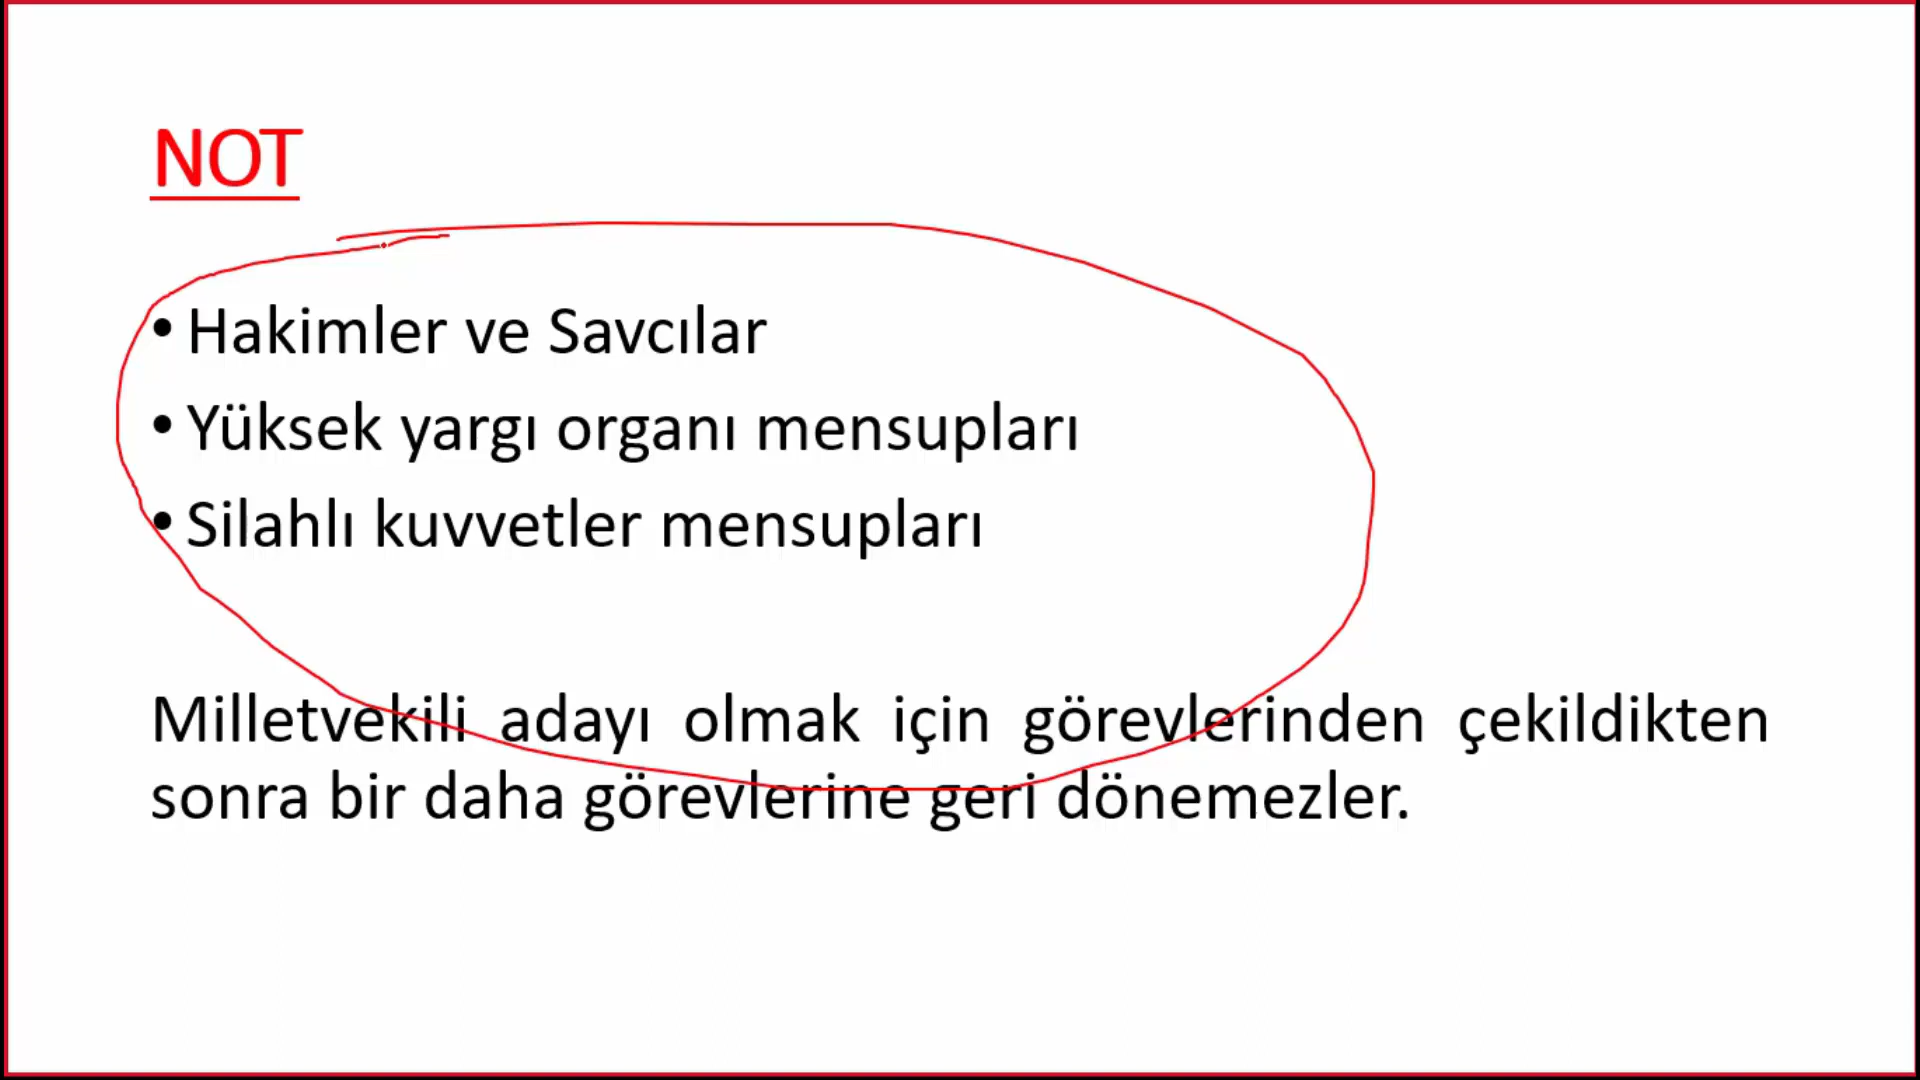 NOT
• Hakimler ve Savcılar
• Yüksek yargı organı mensupları
• Silahlı kuvvetler mensupları
Milletvekili adayı olmak için görevlerinden çekildikten
sonra bir daha görevlerine geri dönemezler.